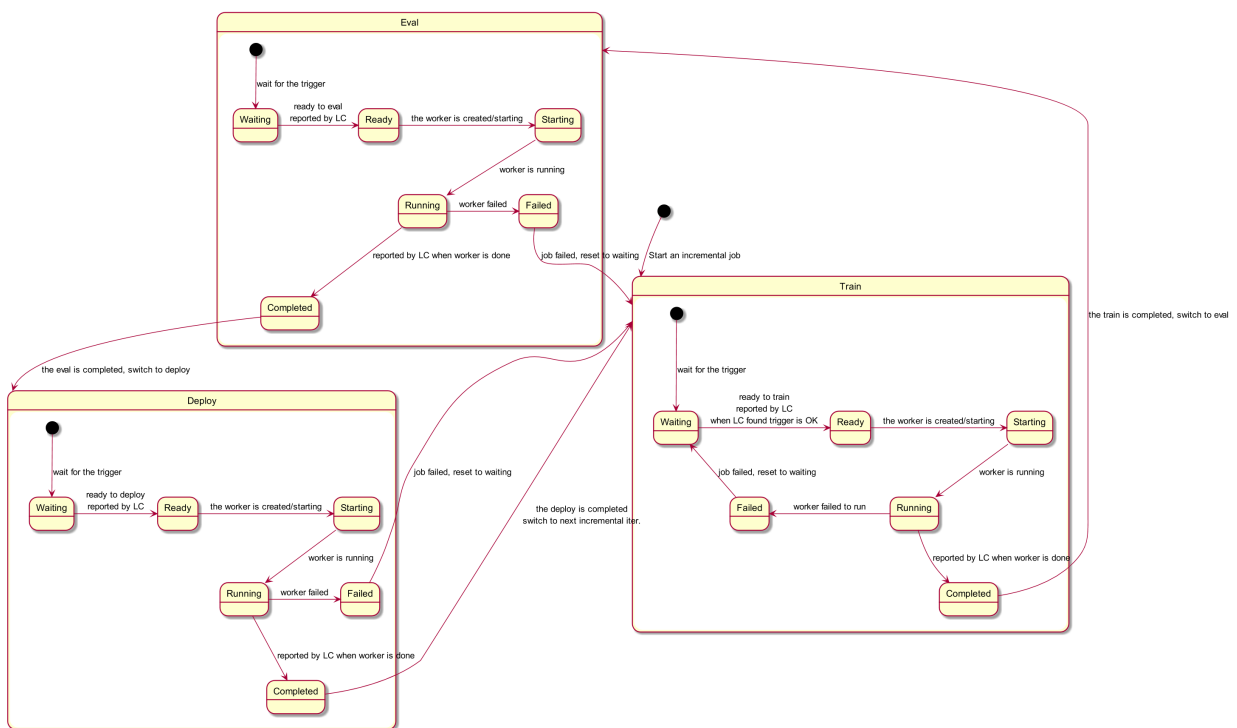 Eval
wait for the trigger
Waiting
ready to eval
reported by LC
Ready
the worker is created/starting
Starting
worker is running
Running
worker failed
Failed
reported by LC when worker is done
job failed, reset to waiting
Completed
the eval is completed, switch to deploy
Start an incremental job
Train
wait for the trigger
Waiting
ready to train
reported by LC
when LC found trigger is OK
Ready
the worker is created/starting
Starting
worker is running
job failed, reset to waiting
Failed
worker failed to run
Running
reported by LC when worker is done
Completed
the train is completed, switch to eval
Deploy
wait for the trigger
Waiting
ready to deploy
reported by LC
Ready
the worker is created/starting
Starting
worker is running
Running
worker failed
Failed
job failed, reset to waiting
reported by LC when worker is done
Completed
the deploy is completed
switch to next incremental iter.